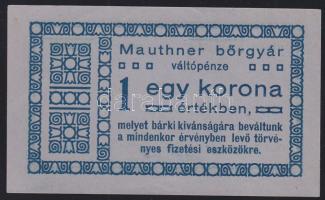 Mauthner bőrgyár
váltópénze
1 egy korona
értékben,
melyet bárki kívánságára beváltunk
a mindenkor érvényben levő törvé-
nyes fizetési eszközökre.